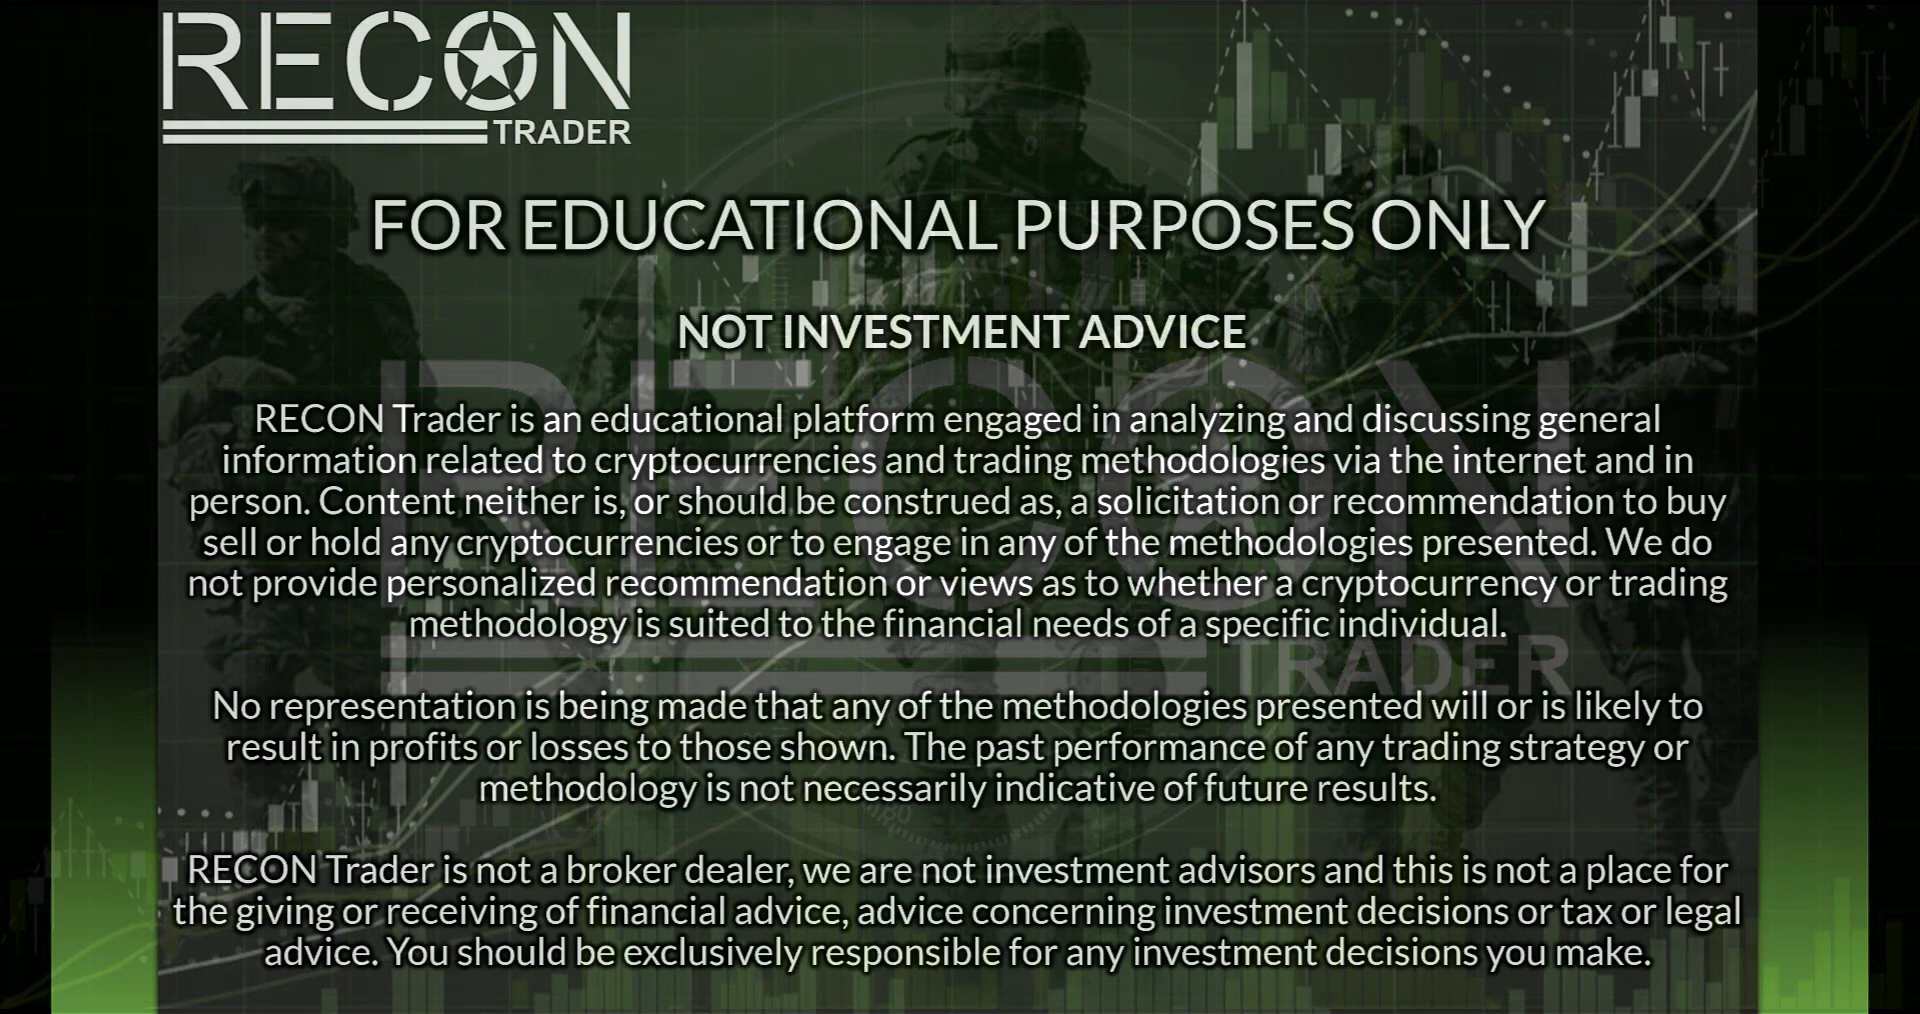 RECON
TRADER
FOR EDUCATIONAL PURPOSES ONLY
NOT INVESTMENT ADVICE
RECON Trader is an educational platform engaged in analyzing and discussing general
information related to cryptocurrencies and trading methodologies via the internet and in
person. Content neither is, or should be construed as, a solicitation or recommendation to buy
sell or hold any cryptocurrencies or to engage in any of the methodologies presented. We do
not provide personalized recommendation or views as to whether a cryptocurrency or trading
methodology is suited to the financial needs of a specific individual.
No representation is being made that any of the methodologies presented will or is likely to
result in profits or losses to those shown. The past performance of any trading strategy or
methodology is not necessarily indicative of future results.
RECON Trader is not a broker dealer, we are not investment advisors and this is not a place for
the giving or receiving of financial advice, advice concerning investment decisions or tax or legal
advice. You should be exclusively responsible for any investment decisions you make.
RECON
TRADER